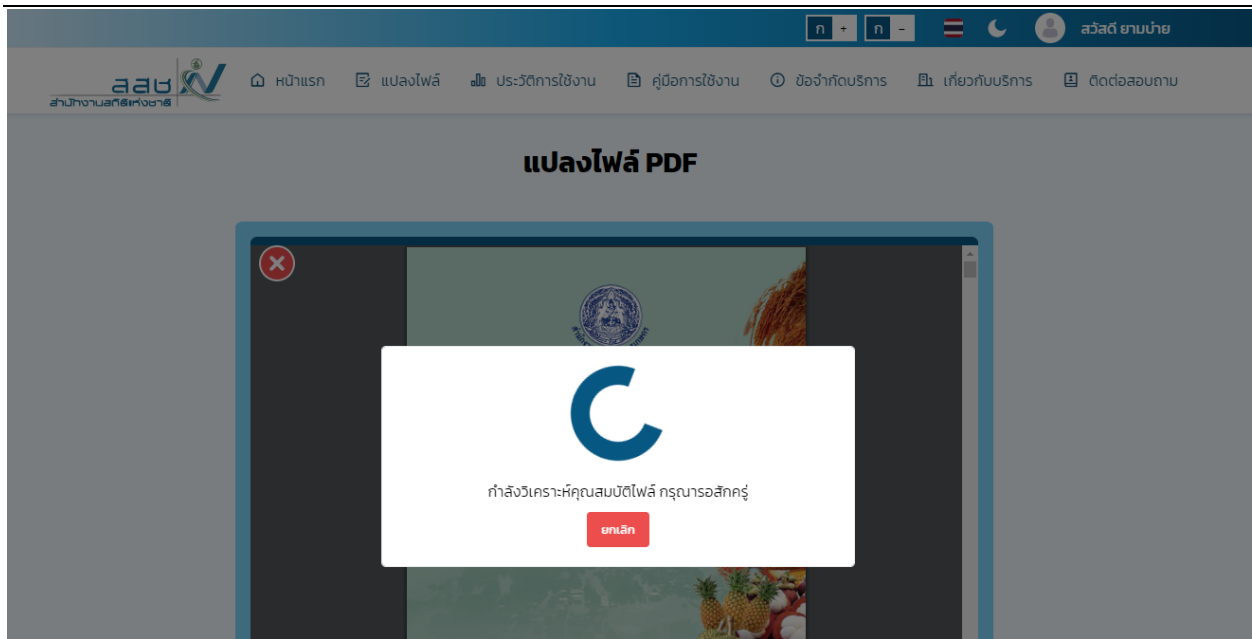 ก + ก - สวัสดี ยามบ่าย
สสช
สำนักงานสถิติแห่งชาติ
หน้าแรก แปลงไฟล์ ประวัติการใช้งาน คู่มือการใช้งาน ข้อจำกัดบริการ เกี่ยวกับบริการ ติดต่อสอบถาม
แปลงไฟล์ PDF
กำลังวิเคราะห์คุณสมบัติไฟล์ กรุณารอสักครู่
ยกเลิก